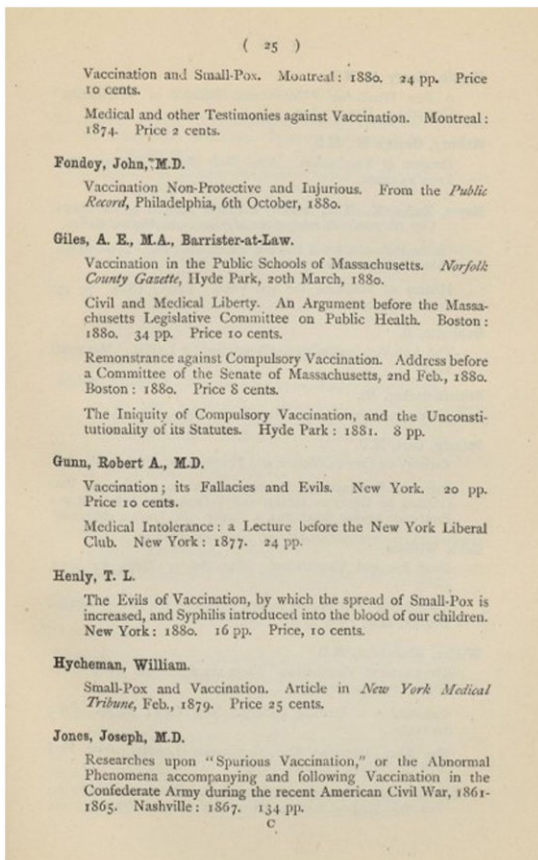 ( 25 )
Vaccination and Small-Pox. Montreal: 1880. 24 pp. Price
10 cents.
Medical and other Testimonies against Vaccination. Montreal:
1874. Price 2 cents.
Fondey, John, M.D.
Vaccination Non-Protective and Injurious. From the Public
Record, Philadelphia, 6th October, 1880.
Giles, A. E., M.A., Barrister-at-Law.
Vaccination in the Public Schools of Massachusetts. Norfolk
County Gazette, Hyde Park, 20th March, 1880.
Civil and Medical Liberty. An Argument before the Massa-
chusetts Legislative Committee on Public Health. Boston:
1880. 34 pp. Price 10 cents.
Remonstrance against Compulsory Vaccination. Address before
a Committee of the Senate of Massachusetts, 2nd Feb., 1880.
Boston: 1880. Price 8 cents.
The Iniquity of Compulsory Vaccination, and the Unconsti-
tutionality of its Statutes. Hyde Park: 1881. 8 pp.
Gunn, Robert A., M.D.
Vaccination; its Fallacies and Evils. New York. 20 pp.
Price 10 cents.
Medical Intolerance: a Lecture before the New York Liberal
Club. New York: 1877. 24 pp.
Henly, T. L.
The Evils of Vaccination, by which the spread of Small-Pox is
increased, and Syphilis introduced into the blood of our children.
New York: 1880. 16 pp. Price, 10 cents.
Hycheman, William.
Small-Pox and Vaccination. Article in New York Medical
Tribune, Feb., 1879. Price 25 cents.
Jones, Joseph, M.D.
Researches upon "Spurious Vaccination," or the Abnormal
Phenomena accompanying and following Vaccination in the
Confederate Army during the recent American Civil War, 1861-
1865. Nashville: 1867. 134 pp.
C